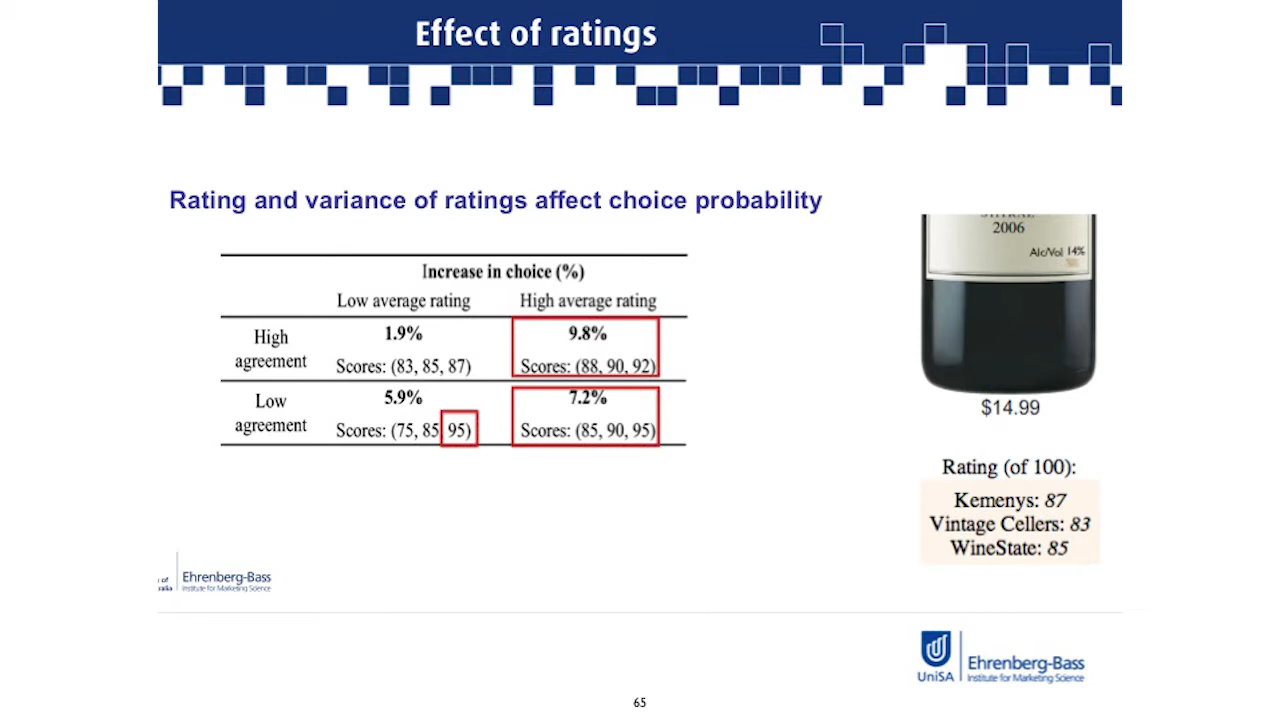 Effect of ratings
Rating and variance of ratings affect choice probability
Increase in choice (%)
Low average rating High average rating
High agreement 1.9% 9.8%
Scores: (83, 85, 87) Scores: (88, 90, 92)
Low agreement 5.9% 7.2%
Scores: (75, 85 95) Scores: (85, 90, 95)
2006
Alc/Vol 14%
$14.99
Rating (of 100):
Kemenys: 87
Vintage Cellers: 83
WineState: 85
Ehrenberg-Bass
Institute for Marketing Science
UniSA
Ehrenberg-Bass
Institute for Marketing Science
65